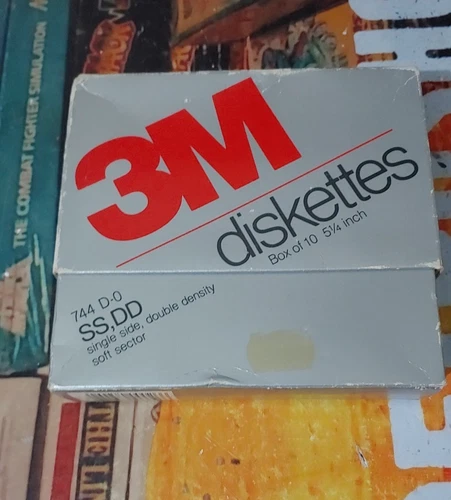 THE COMBAT FIGHTER SIMULATION
3M
diskettes
Box of 10 5¼ inch
744 D-0
SS,DD
single side, double density
soft sector